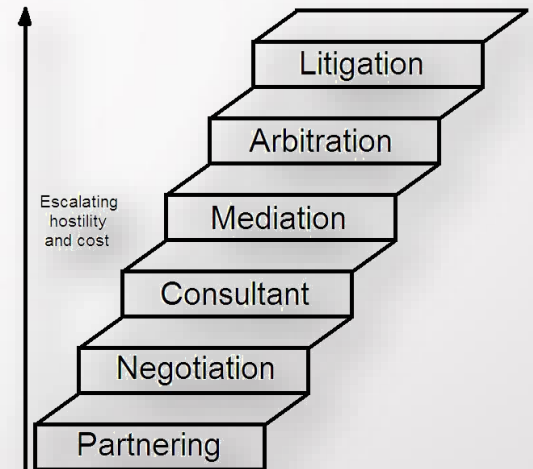 Litigation
Arbitration
Mediation
Escalating
hostility
and cost
Consultant
Negotiation
Partnering